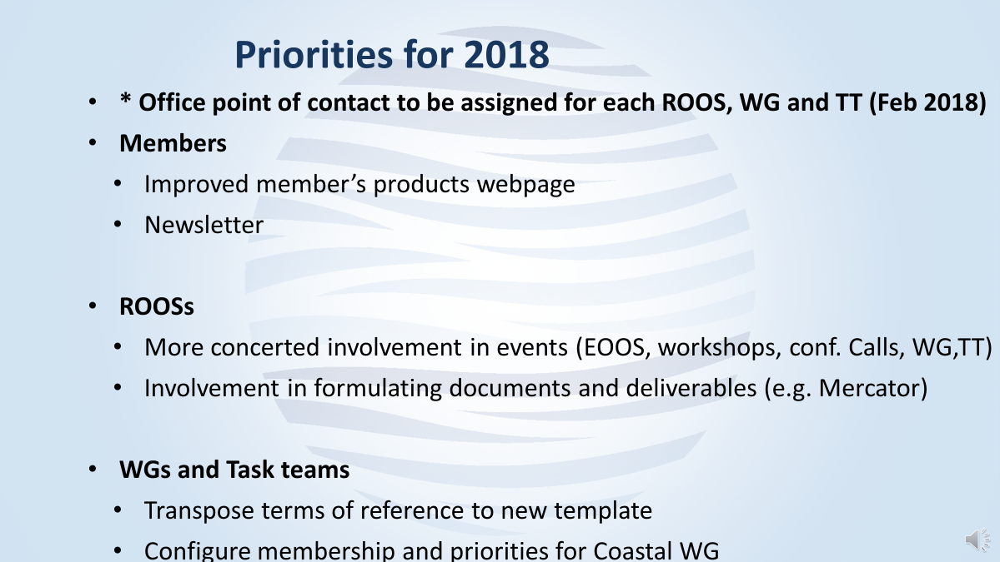 Priorities for 2018
• * Office point of contact to be assigned for each ROOS, WG and TT (Feb 2018)
• Members
• Improved member’s products webpage
• Newsletter
• ROOSs
• More concerted involvement in events (EOOS, workshops, conf. Calls, WG,TT)
• Involvement in formulating documents and deliverables (e.g. Mercator)
• WGs and Task teams
• Transpose terms of reference to new template
• Configure membership and priorities for Coastal WG